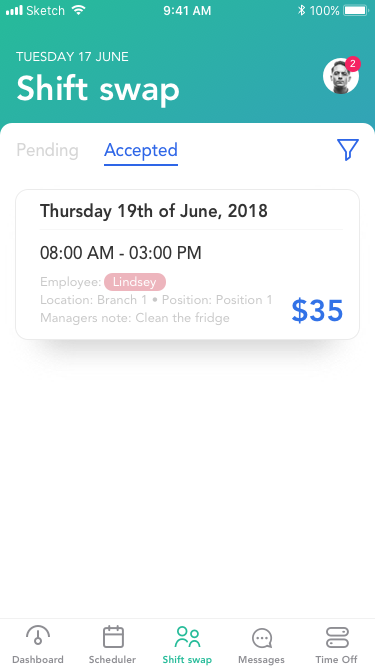 Sketch 9:41 AM 100%
TUESDAY 17 JUNE
Shift swap
2
Pending Accepted
Thursday 19th of June, 2018
08:00 AM - 03:00 PM
Employee: Lindsey
Location: Branch 1 • Position: Position 1
Managers note: Clean the fridge
$35
Dashboard Scheduler Shift swap Messages Time Off